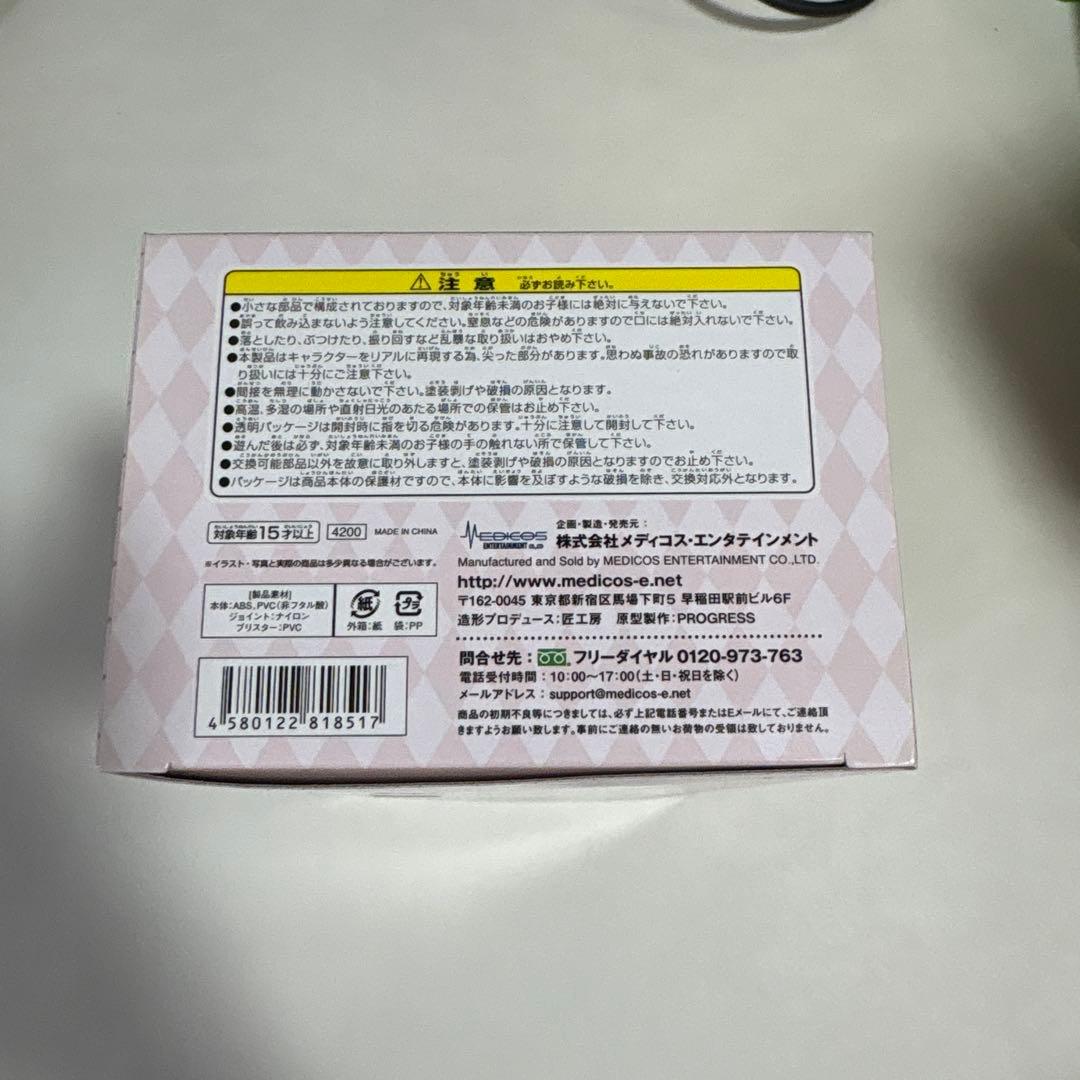 ⚠注意 必ずお読み下さい。
●小さな部品で構成されておりますので、対象年齢未満のお子様には絶対に与えないで下さい。
●誤って飲み込まないよう注意してください。窒息などの危険がありますので口には絶対入れないで下さい。
●落としたり、ぶつけたり、振り回すなど乱暴な取り扱いはおやめ下さい。
●本製品はキャラクターをリアルに再現する為、尖った部分があります。思わぬ事故の恐れがありますので取
り扱いには十分にご注意下さい。
●間接を無理に動かさないで下さい。塗装剥げや破損の原因となります。
●高温、多湿の場所や直射日光のあたる場所での保管はお止め下さい。
●透明パッケージは開封時に指を切る危険があります。十分に注意して開封して下さい。
●遊んだ後は必ず、対象年齢未満のお子様の手の触れない所で保管して下さい。
●交換可能部品以外を故意に取り外しますと、塗装剥げや破損の原因となりますのでお止め下さい。
●パッケージは商品本体の保護材ですので、本体に影響を及ぼすような破損を除き、交換対応外となります。
対象年齢15才以上 4200 MADE IN CHINA
※イラスト・写真と実際の商品は多少異なる場合がございます。
[製品素材]
本体:ABS,PVC(非フタル酸)
ジョイント:ナイロン
ブリスター:PVC
紙 プラ
外箱:紙 袋:PP
4 580122 818517
MEDICOS
ENTERTAINMENT CO.,LTD
企画・製造・発売元:
株式会社メディコス・エンタテインメント
Manufactured and Sold by MEDICOS ENTERTAINMENT CO.,LTD.
http://www.medicos-e.net
〒162-0045 東京都新宿区馬場下町5 早稲田駅前ビル6F
造形プロデュース:匠工房 原型製作:PROGRESS
問合せ先: フリーダイヤル 0120-973-763
電話受付時間:10:00〜17:00(土・日・祝日を除く)
メールアドレス:support@medicos-e.net
商品の初期不良等につきましては、必ず上記電話番号またはEメールにて、ご連絡頂
きますようお願い致します。事前にご連絡の無いお荷物の受領は致しておりません。